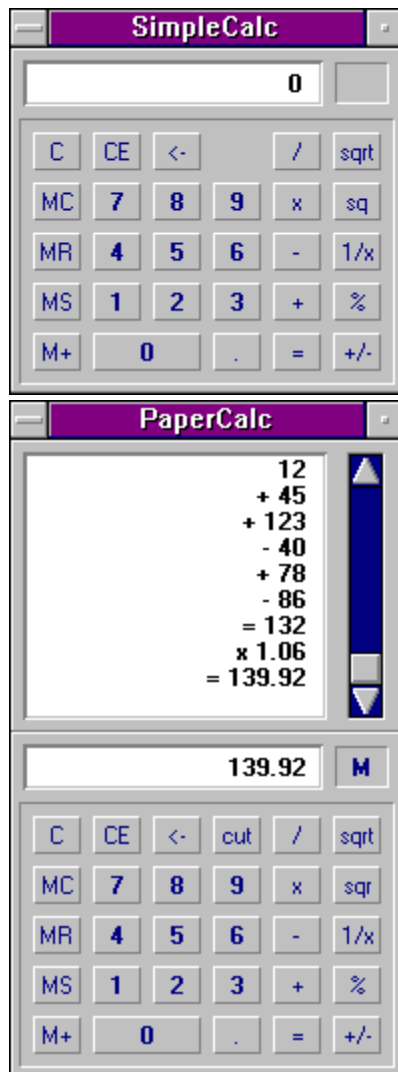 SimpleCalc
0
C CE <- / sqrt
MC 7 8 9 x sq
MR 4 5 6 - 1/x
MS 1 2 3 + %
M+ 0 . = +/-
PaperCalc
12
+ 45
+ 123
- 40
+ 78
- 86
= 132
x 1.06
= 139.92
139.92 M
C CE <- cut / sqrt
MC 7 8 9 x sqr
MR 4 5 6 - 1/x
MS 1 2 3 + %
M+ 0 . = +/-